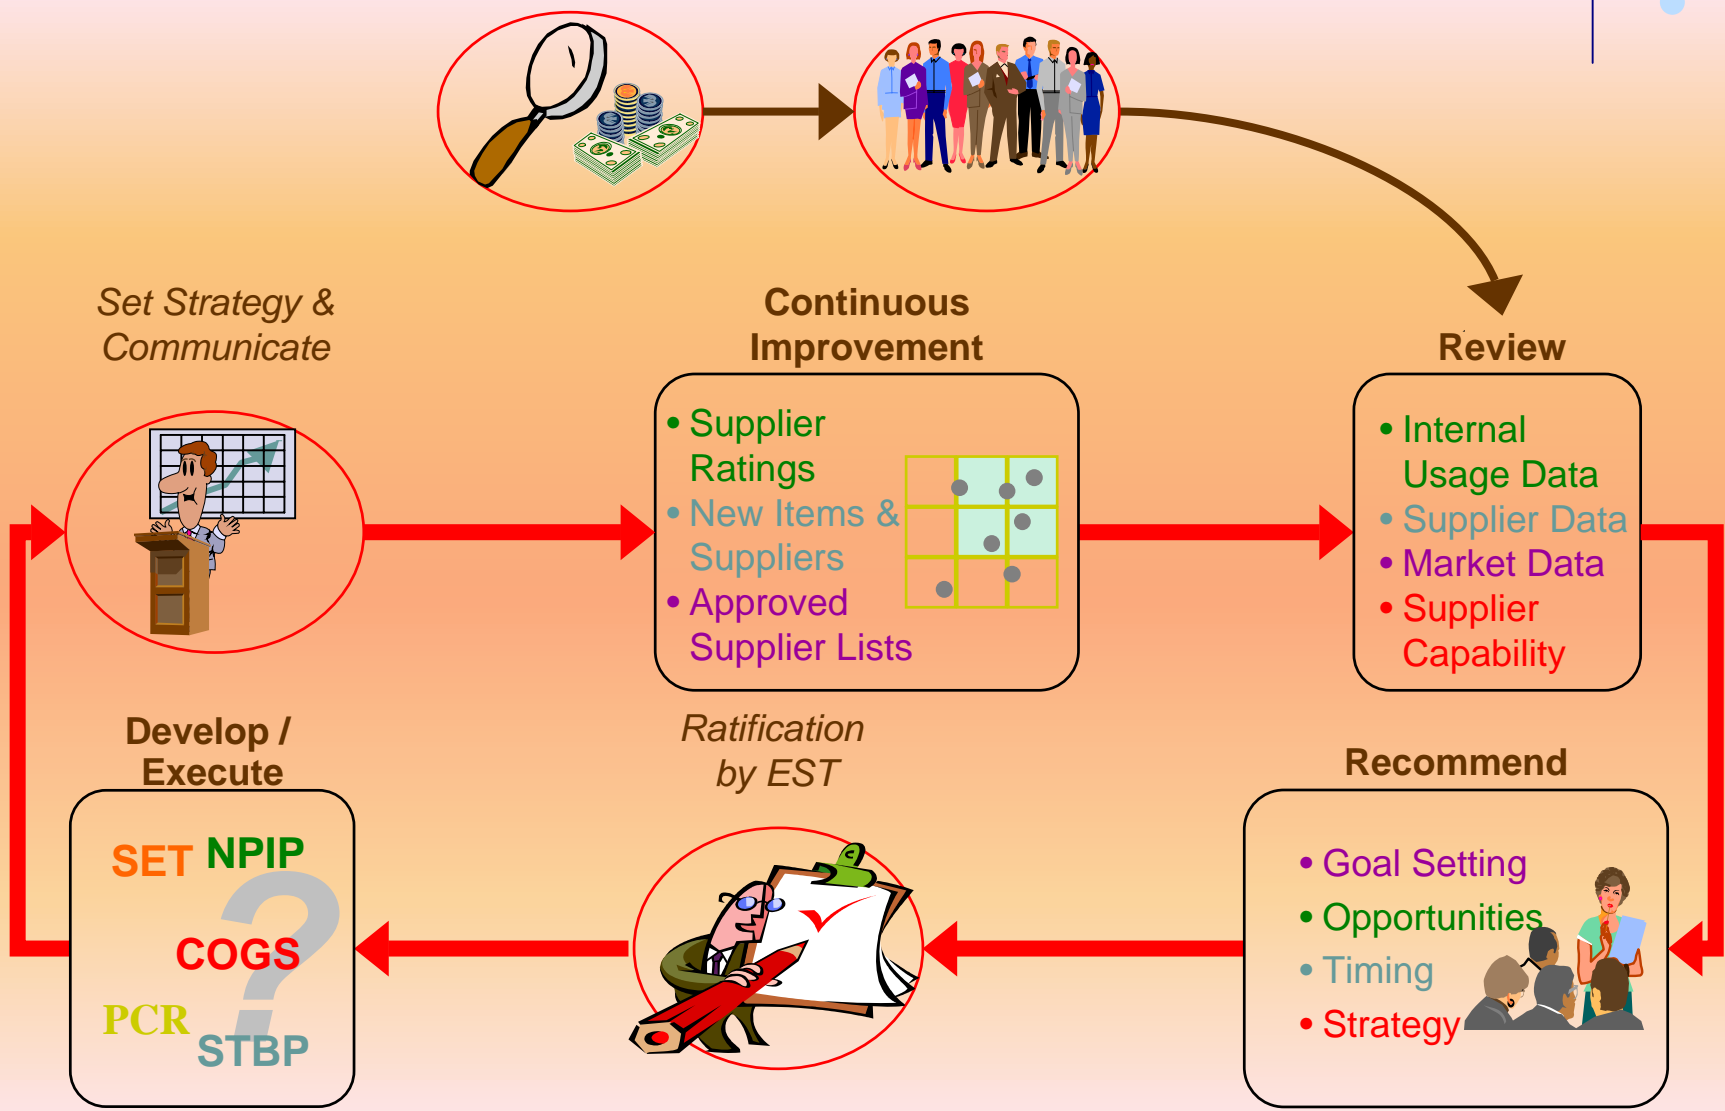 Set Strategy &
Communicate
Continuous
Improvement
• Supplier
Ratings
• New Items &
Suppliers
• Approved
Supplier Lists
Review
• Internal
Usage Data
• Supplier Data
• Market Data
• Supplier
Capability
Develop /
Execute
SET NPIP
?
COGS
PCR
STBP
Ratification
by EST
Recommend
• Goal Setting
• Opportunities
• Timing
• Strategy